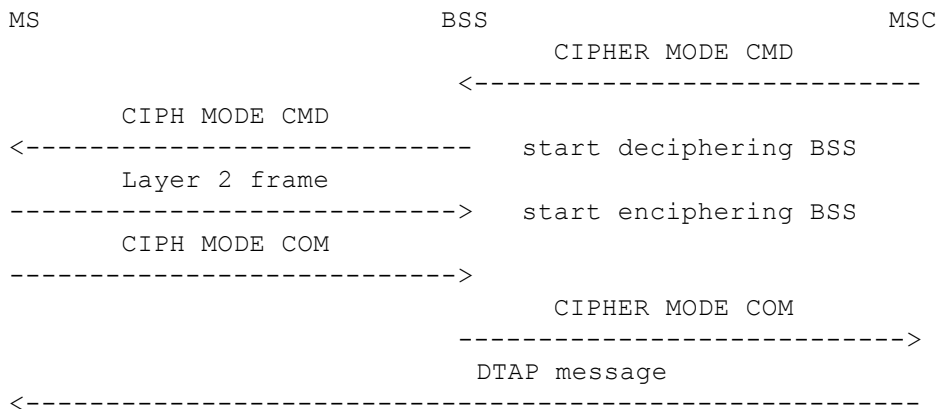 MS BSS MSC
CIPHER MODE CMD
<-----------------------------
CIPH MODE CMD
<---------------------------- start deciphering BSS
Layer 2 frame
----------------------------> start enciphering BSS
CIPH MODE COM
---------------------------->
CIPHER MODE COM
---------------------------->
DTAP message
<--------------------------------------------------------